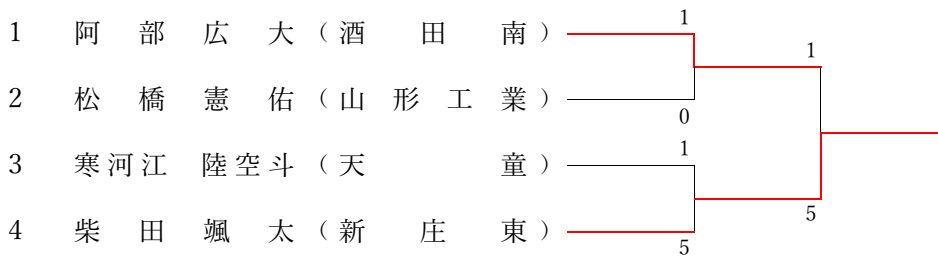 1 阿部広大（酒田南） 1
1
2 松橋憲佑（山形工業） 0
3 寒河江 陸空斗（天童） 1
5
4 柴田颯太（新庄東） 5